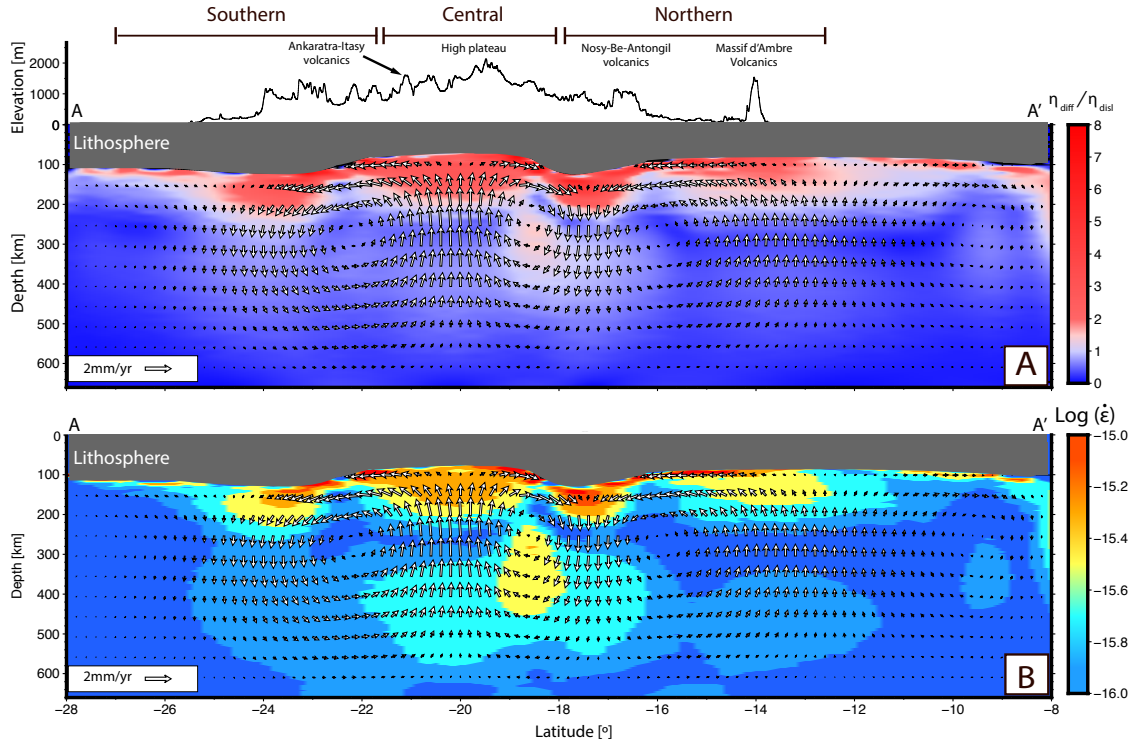 Southern Central Northern
Ankaratra-Itasy
volcanics
High plateau
Nosy-Be-Antongil
volcanics
Massif d'Ambre
Volcanics
Elevation [m]
2000
1000
0
A A'
η diff / η disl
Lithosphere
Depth [km]
100
200
300
400
500
600
2mm/yr
A
8
7
6
5
4
3
2
1
0
A A'
Log (ε̇)
0
Lithosphere
Depth [km]
100
200
300
400
500
600
2mm/yr
B
−15.0
−15.2
−15.4
−15.6
−15.8
−16.0
−28 −26 −24 −22 −20 −18 −16 −14 −12 −10 −8
Latitude [º]